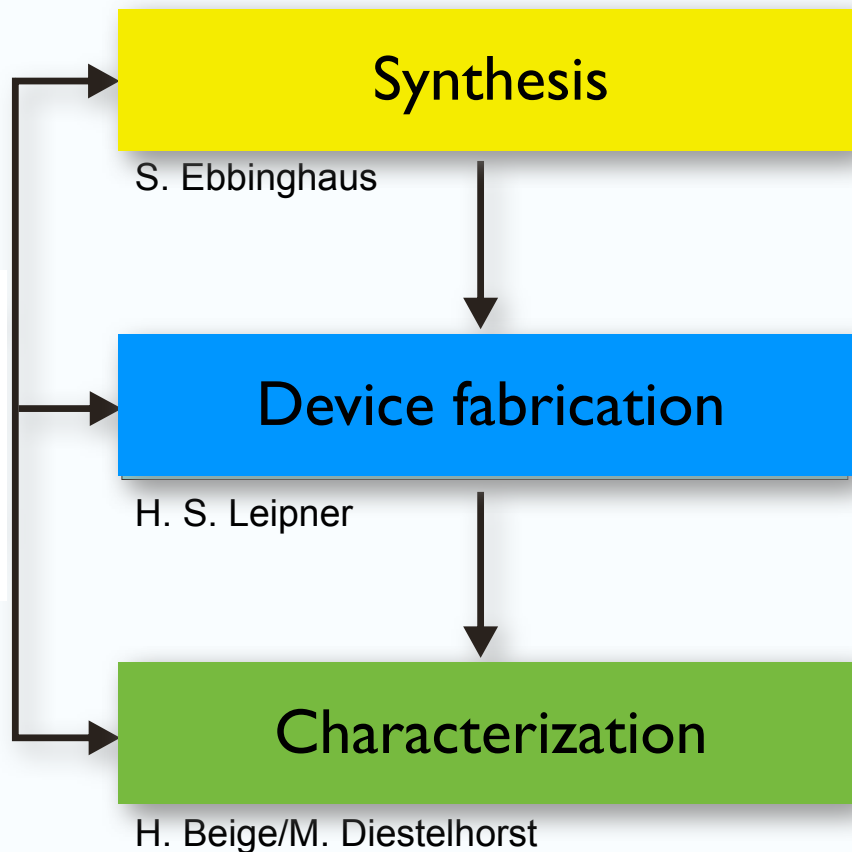 Synthesis
S. Ebbinghaus
Device fabrication
H. S. Leipner
Characterization
H. Beige/M. Diestelhorst